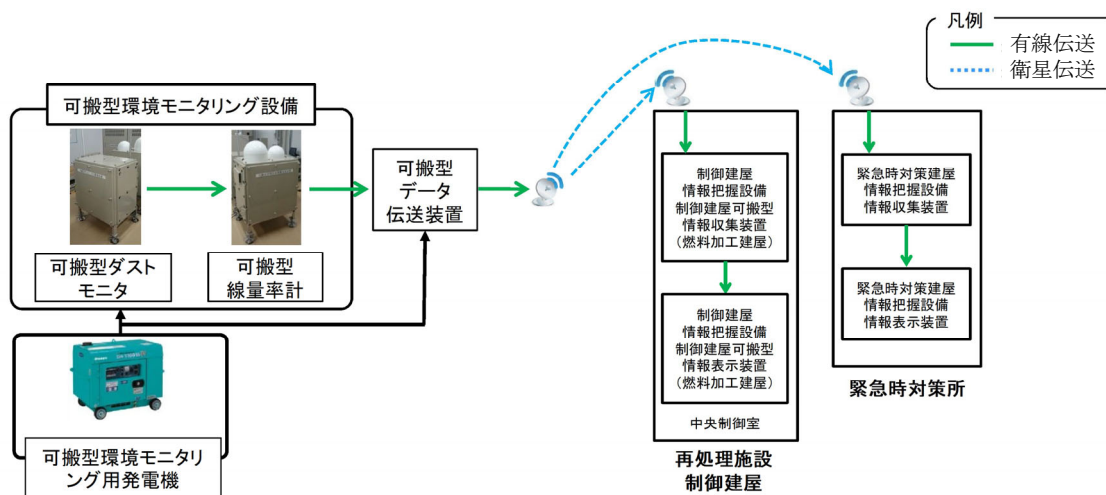 凡例
有線伝送
衛星伝送
可搬型環境モニタリング設備
可搬型ダスト
モニタ
可搬型
線量率計
可搬型
データ
伝送装置
可搬型環境モニタリ
ング用発電機
制御建屋
情報把握設備
制御建屋可搬型
情報収集装置
（燃料加工建屋）
制御建屋
情報把握設備
制御建屋可搬型
情報表示装置
（燃料加工建屋）
中央制御室
再処理施設
制御建屋
緊急時対策建屋
情報把握設備
情報収集装置
緊急時対策建屋
情報把握設備
情報表示装置
緊急時対策所